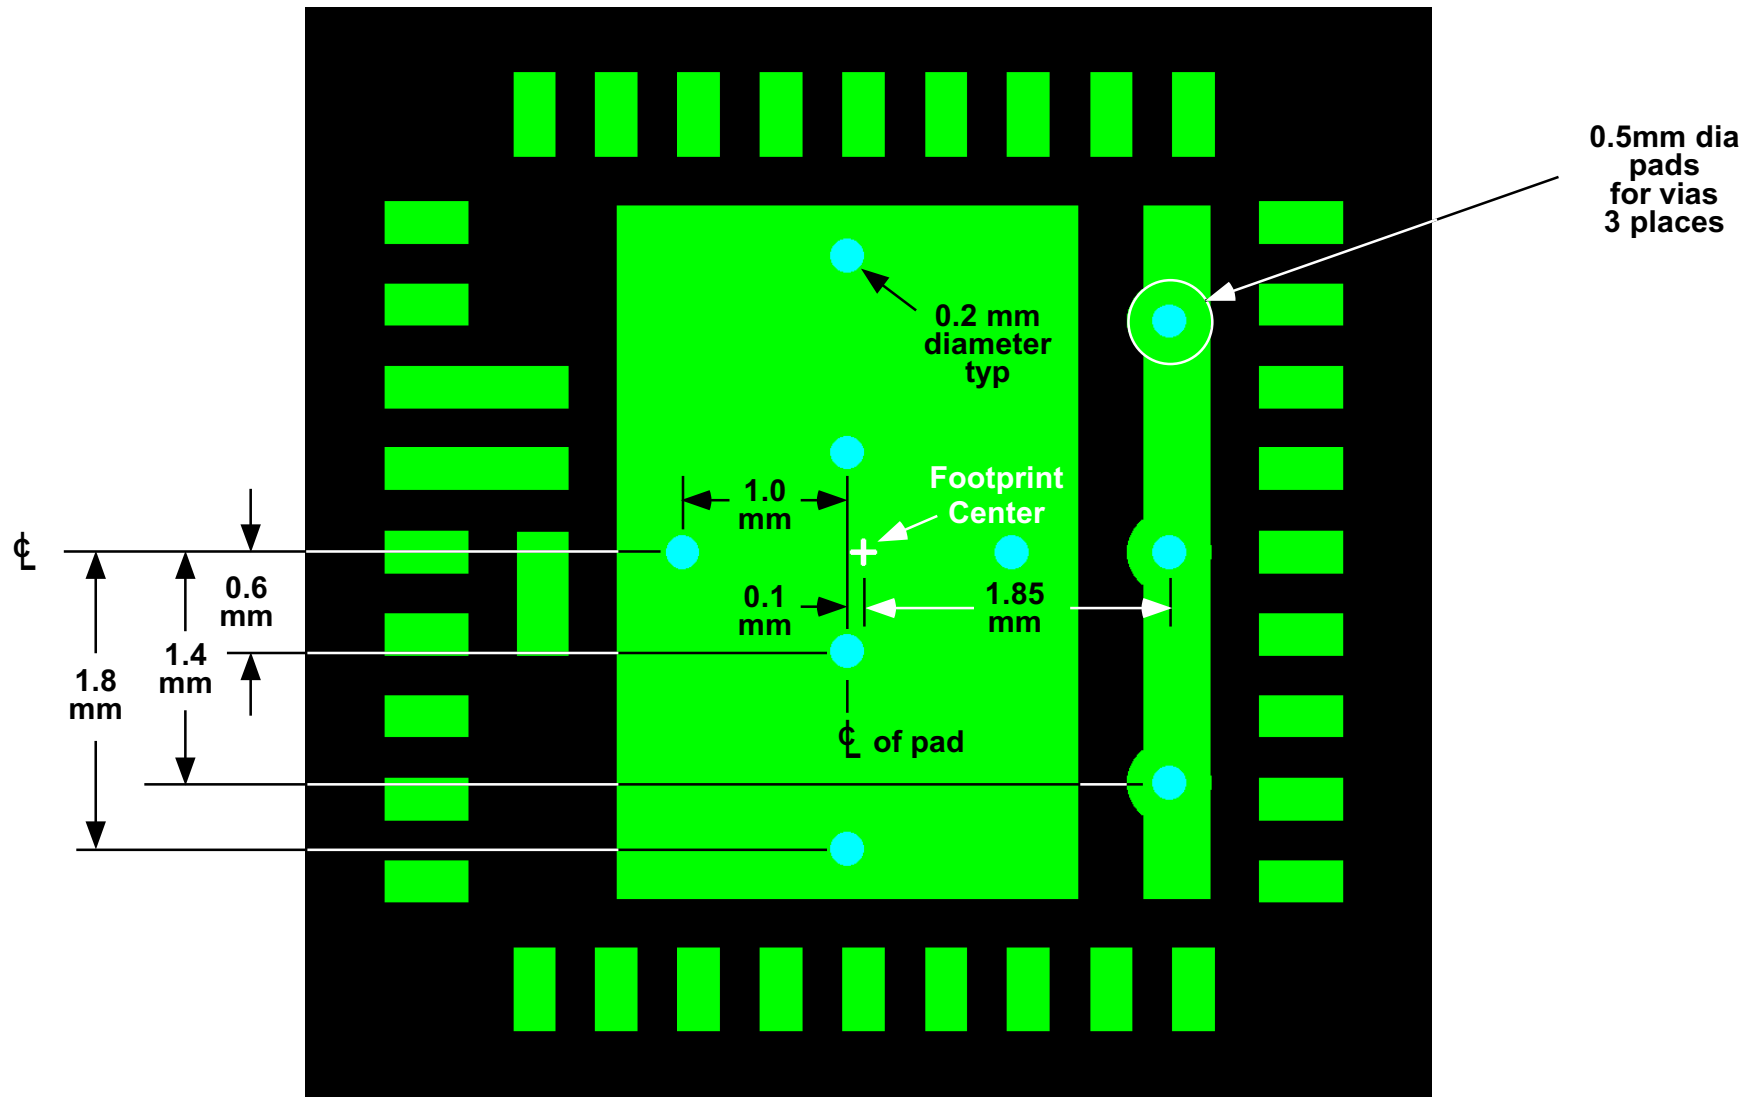 0.5mm dia
pads
for vias
3 places
0.2 mm
diameter
typ
Footprint
Center
1.0
mm
℄
0.6
mm
0.1
mm
1.85
mm
1.4
mm
1.8
mm
℄ of pad